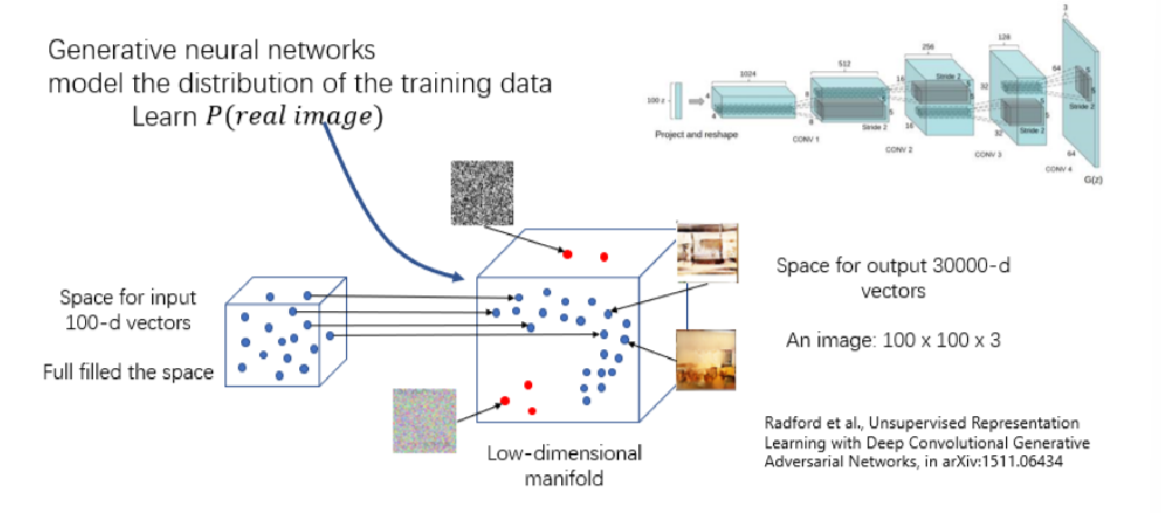 Generative neural networks
model the distribution of the training data
Learn P(real image)
3
128
256
512
1024
100 z
Project and reshape
4
4
8
8
16
16
32
32
64
64
5
5
5
5
Stride 2
Stride 2
Stride 2
Stride 2
CONV 1
CONV 2
CONV 3
CONV 4
G(z)
Space for input
100-d vectors
Full filled the space
Space for output 30000-d
vectors
An image: 100 x 100 x 3
Low-dimensional
manifold
Radford et al., Unsupervised Representation
Learning with Deep Convolutional Generative
Adversarial Networks, in arXiv:1511.06434